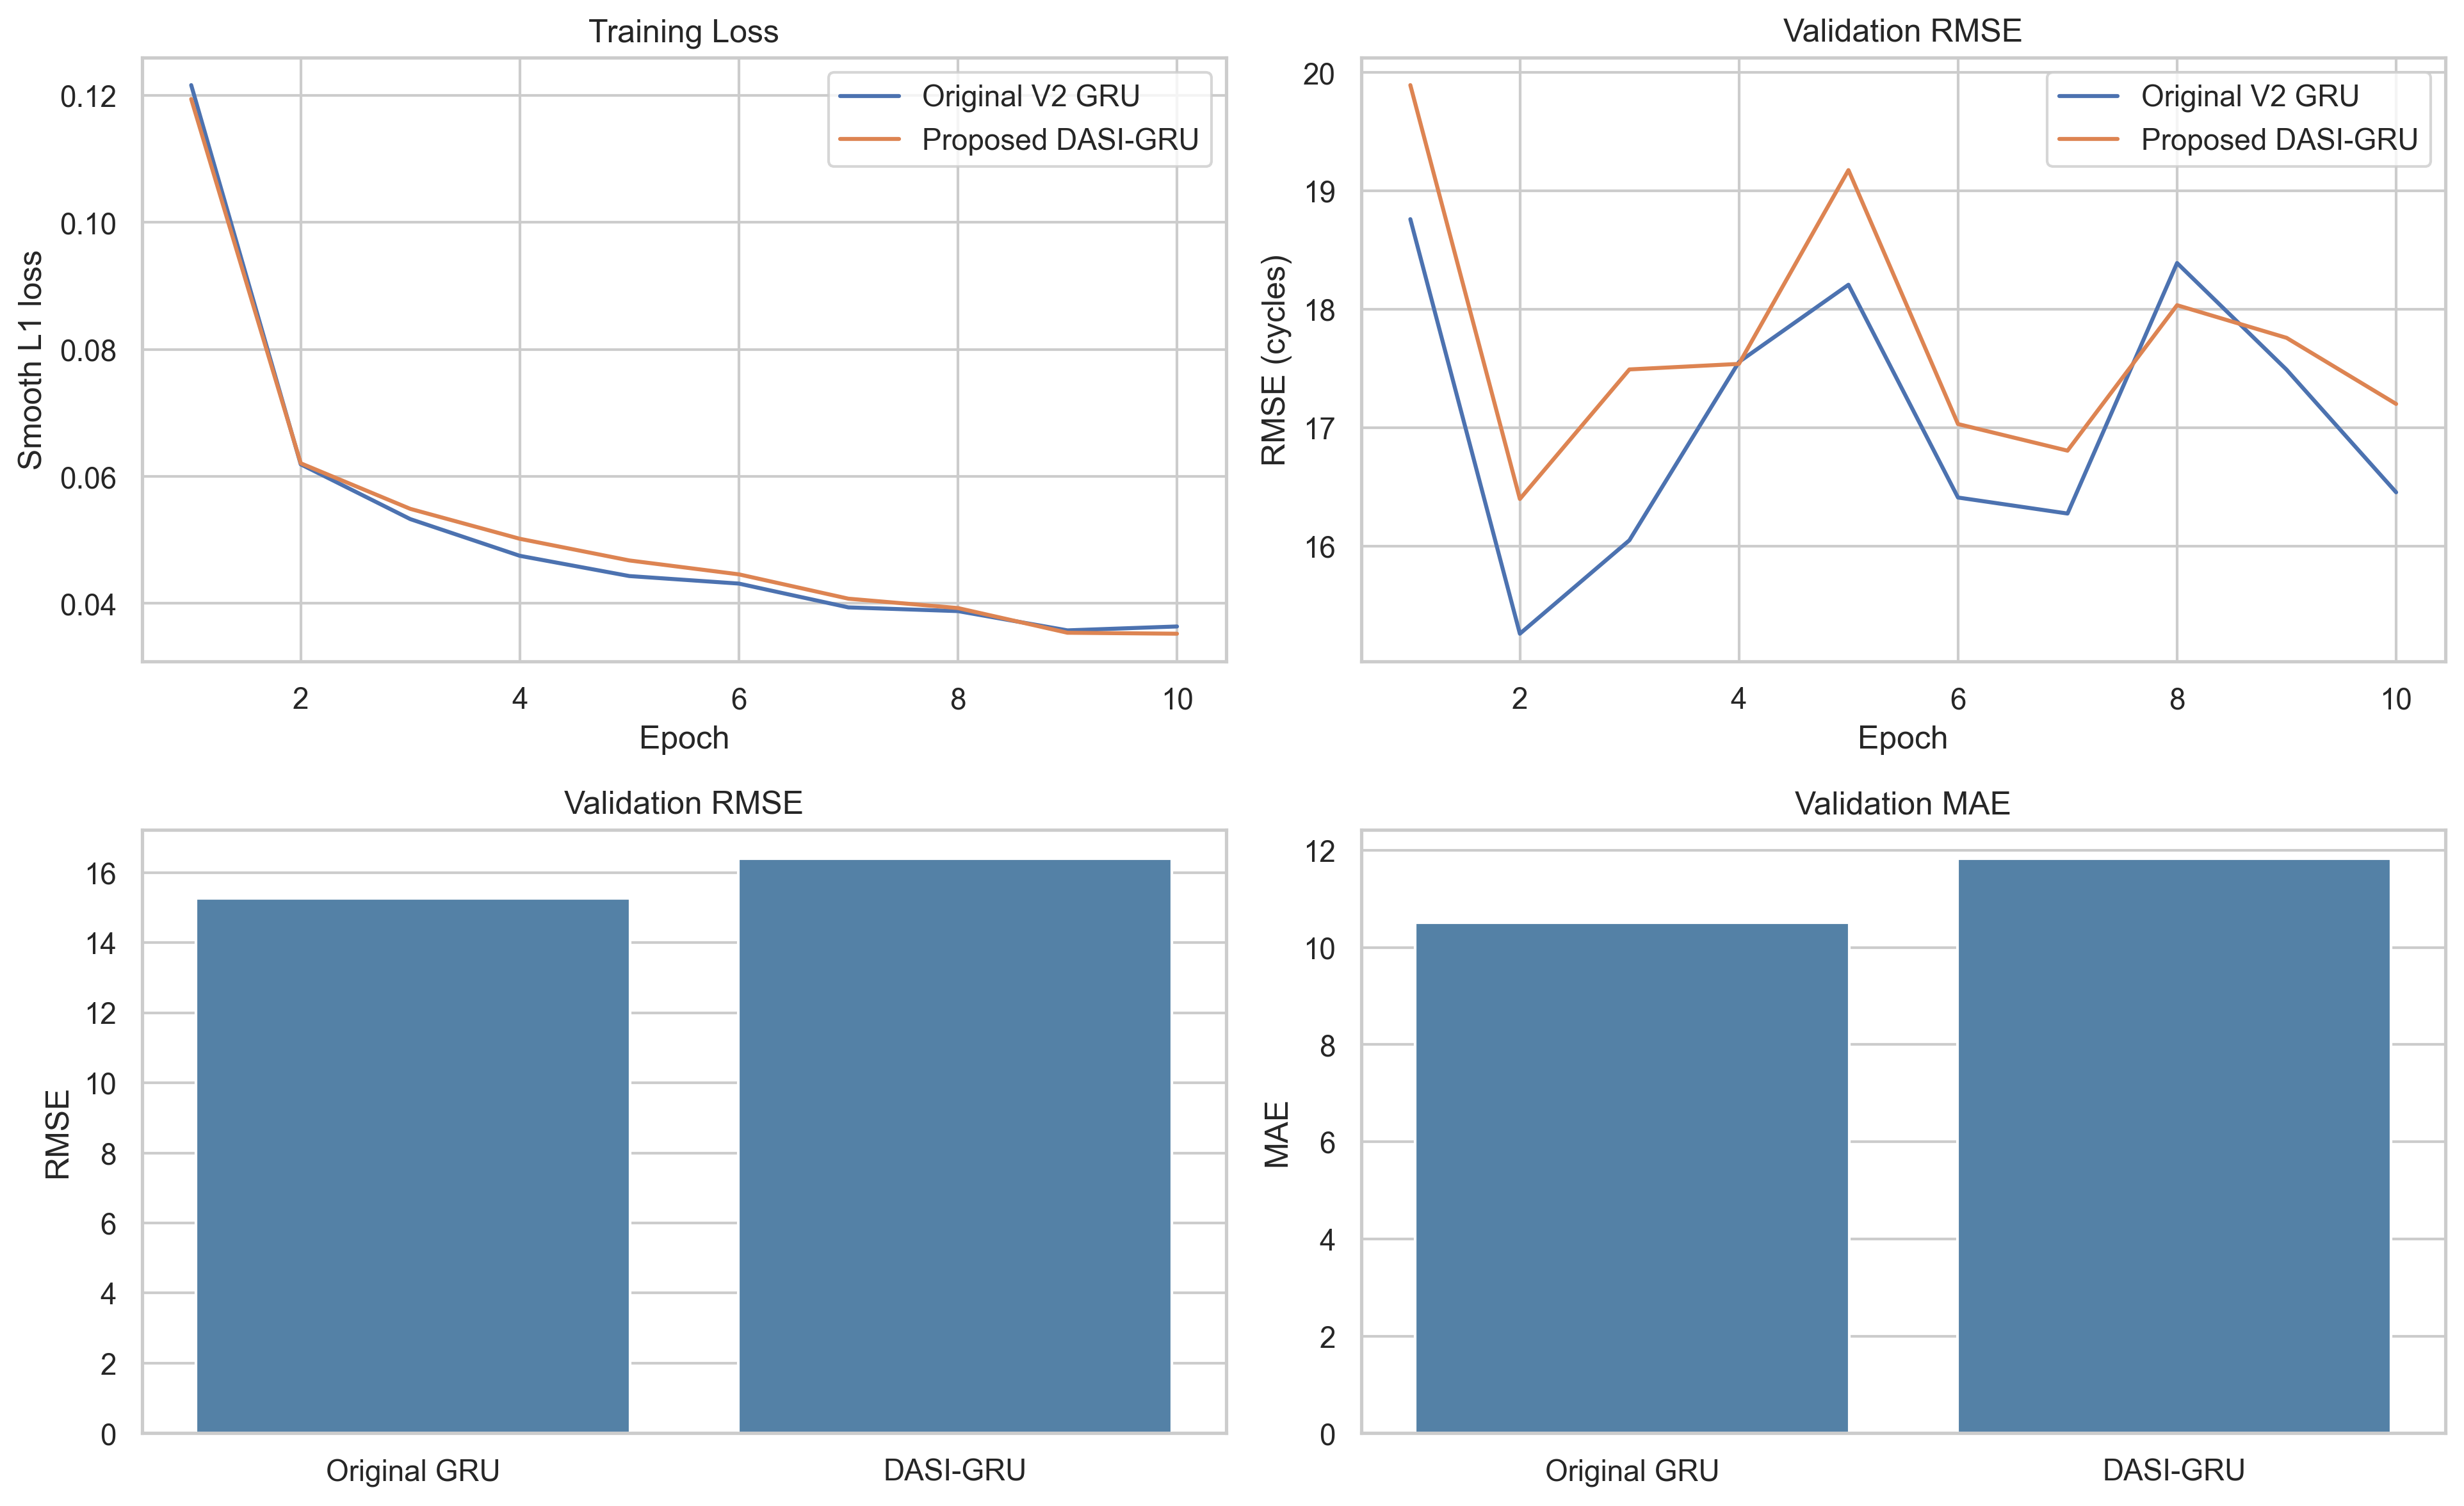 Training Loss
0.12
0.10
0.08
0.06
0.04
Smooth L1 loss
Original V2 GRU
Proposed DASI-GRU
2 4 6 8 10
Epoch
Validation RMSE
20
19
18
17
16
RMSE (cycles)
Original V2 GRU
Proposed DASI-GRU
2 4 6 8 10
Epoch
Validation RMSE
16
14
12
10
8
6
4
2
0
RMSE
Original GRU DASI-GRU
Validation MAE
12
10
8
6
4
2
0
MAE
Original GRU DASI-GRU